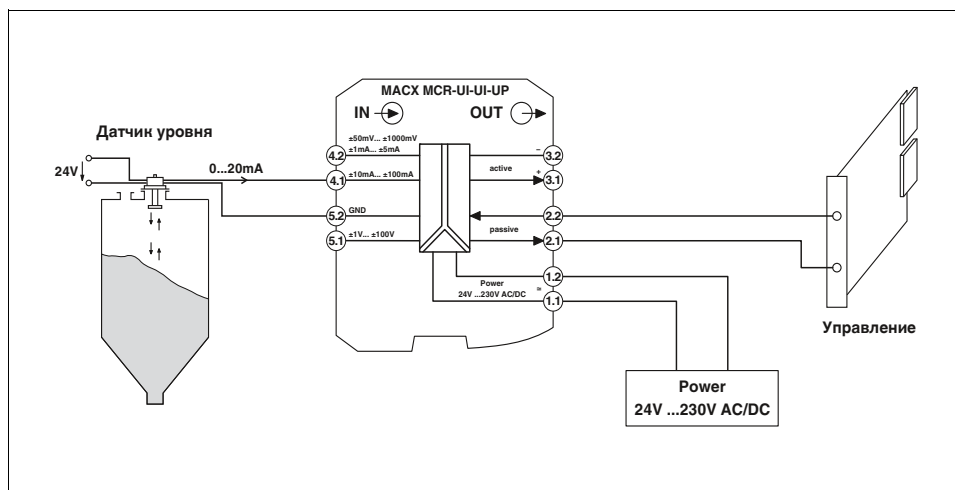 MACX MCR-UI-UI-UP
IN
OUT
Датчик уровня
24V
0...20mA
4.2
±50mV... ±1000mV
±1mA... ±5mA
4.1
±10mA... ±100mA
5.2
GND
5.1
±1V... ±100V
3.2
–
active
3.1
+
2.2
passive
2.1
1.2
Power
24V ...230V AC/DC
≅
1.1
Управление
Power
24V ...230V AC/DC